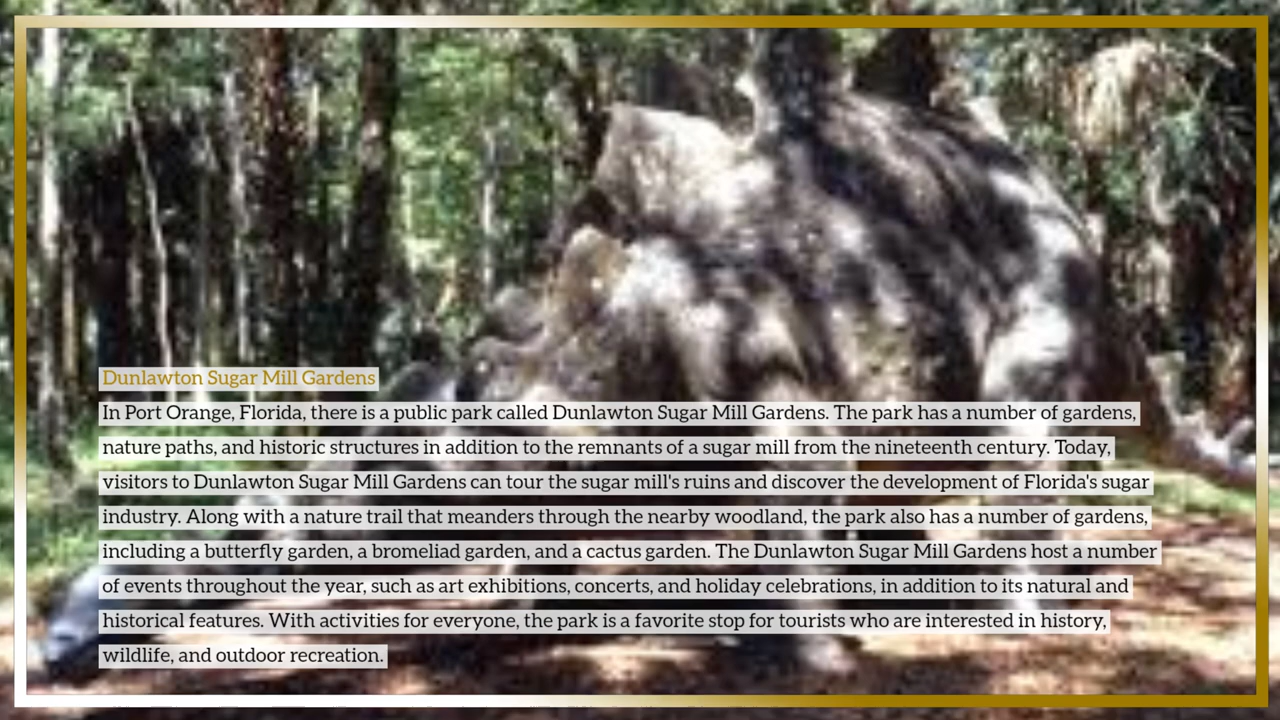 Dunlawton Sugar Mill Gardens
In Port Orange, Florida, there is a public park called Dunlawton Sugar Mill Gardens. The park has a number of gardens,
nature paths, and historic structures in addition to the remnants of a sugar mill from the nineteenth century. Today,
visitors to Dunlawton Sugar Mill Gardens can tour the sugar mill's ruins and discover the development of Florida's sugar
industry. Along with a nature trail that meanders through the nearby woodland, the park also has a number of gardens,
including a butterfly garden, a bromeliad garden, and a cactus garden. The Dunlawton Sugar Mill Gardens host a number
of events throughout the year, such as art exhibitions, concerts, and holiday celebrations, in addition to its natural and
historical features. With activities for everyone, the park is a favorite stop for tourists who are interested in history,
wildlife, and outdoor recreation.